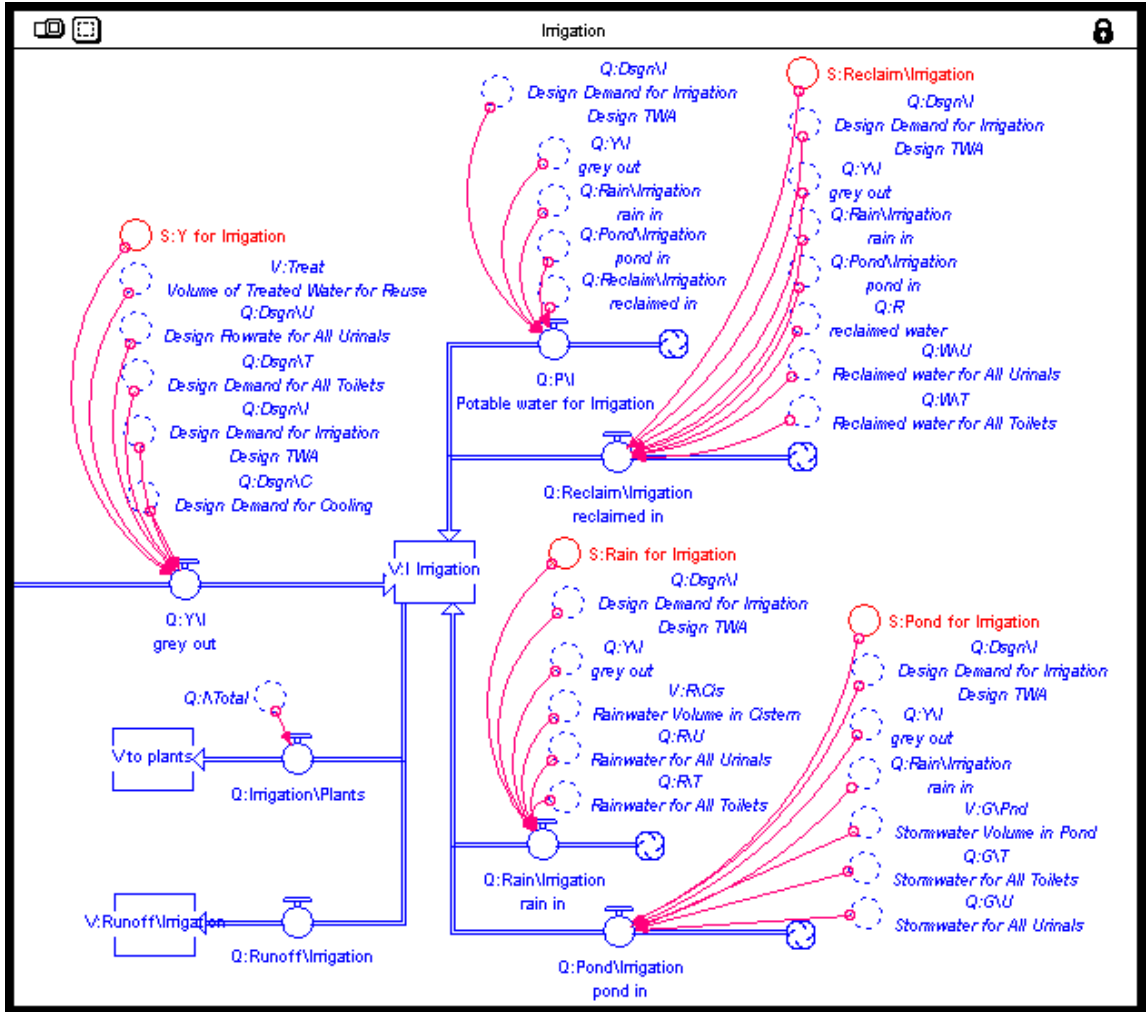 Irrigation
S:Y for Irrigation
V:Treat
Volume of Treated Water for Reuse
Q:Dsgn\U
Design Flowrate for All Urinals
Q:Dsgn\T
Design Demand for All Toilets
Q:Dsgn\I
Design Demand for Irrigation
Design TWA
Q:Dsgn\C
Design Demand for Cooling
Q:Y\I
grey out
Q:Dsgn\I
Design Demand for Irrigation
Design TWA
Q:Y\I
grey out
Q:Rain\Irrigation
rain in
Q:Pond\Irrigation
pond in
Q:Reclaim\Irrigation
reclaimed in
Q:P\I
Potable water for Irrigation
S:Reclaim\Irrigation
Q:Dsgn\I
Design Demand for Irrigation
Design TWA
Q:Y\I
grey out
Q:Rain\Irrigation
rain in
Q:Pond\Irrigation
pond in
Q:R
reclaimed water
Q:W\U
Reclaimed water for All Urinals
Q:W\T
Reclaimed water for All Toilets
Q:Reclaim\Irrigation
reclaimed in
V:I Irrigation
S:Rain for Irrigation
Q:Dsgn\I
Design Demand for Irrigation
Design TWA
Q:Y\I
grey out
V:R\Cis
Rainwater Volume in Cistern
Q:R\U
Rainwater for All Urinals
Q:R\T
Rainwater for All Toilets
Q:Rain\Irrigation
rain in
S:Pond for Irrigation
Q:Dsgn\I
Design Demand for Irrigation
Design TWA
Q:Y\I
grey out
Q:Rain\Irrigation
rain in
V:G\Pnd
Stormwater Volume in Pond
Q:G\T
Stormwater for All Toilets
Q:G\U
Stormwater for All Urinals
Q:Pond\Irrigation
pond in
Q:I\Total
V to plants
Q:Irrigation\Plants
V:Runoff\Irrigation
Q:Runoff\Irrigation